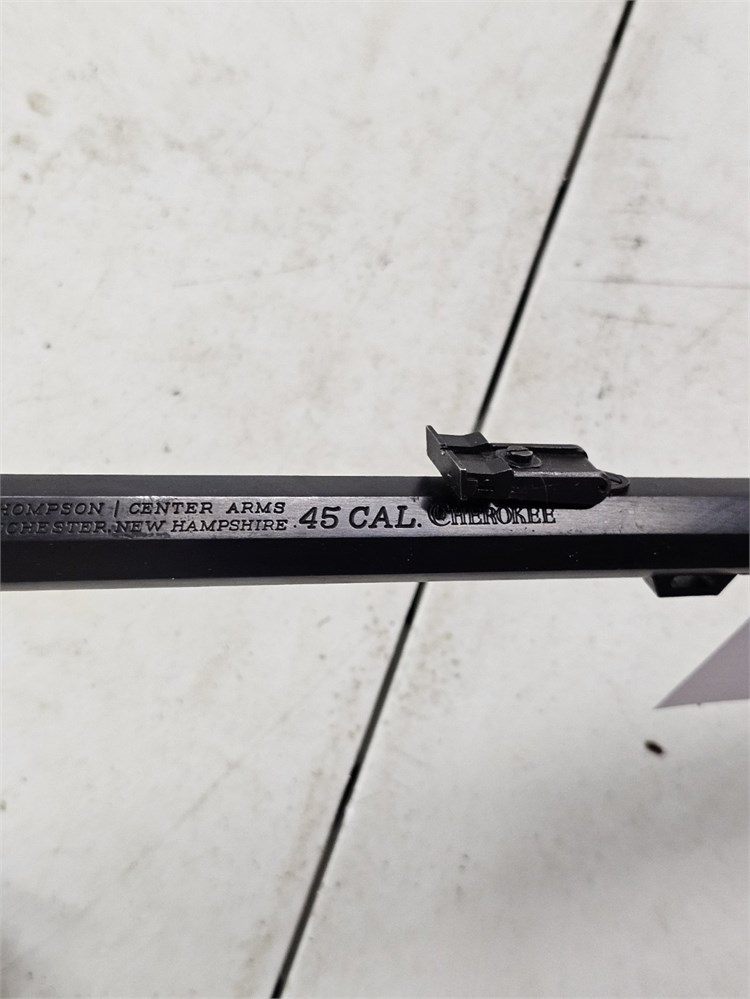 HOMPSON | CENTER ARMS
CHESTER, NEW HAMPSHIRE
.45 CAL.
CHEROKEE